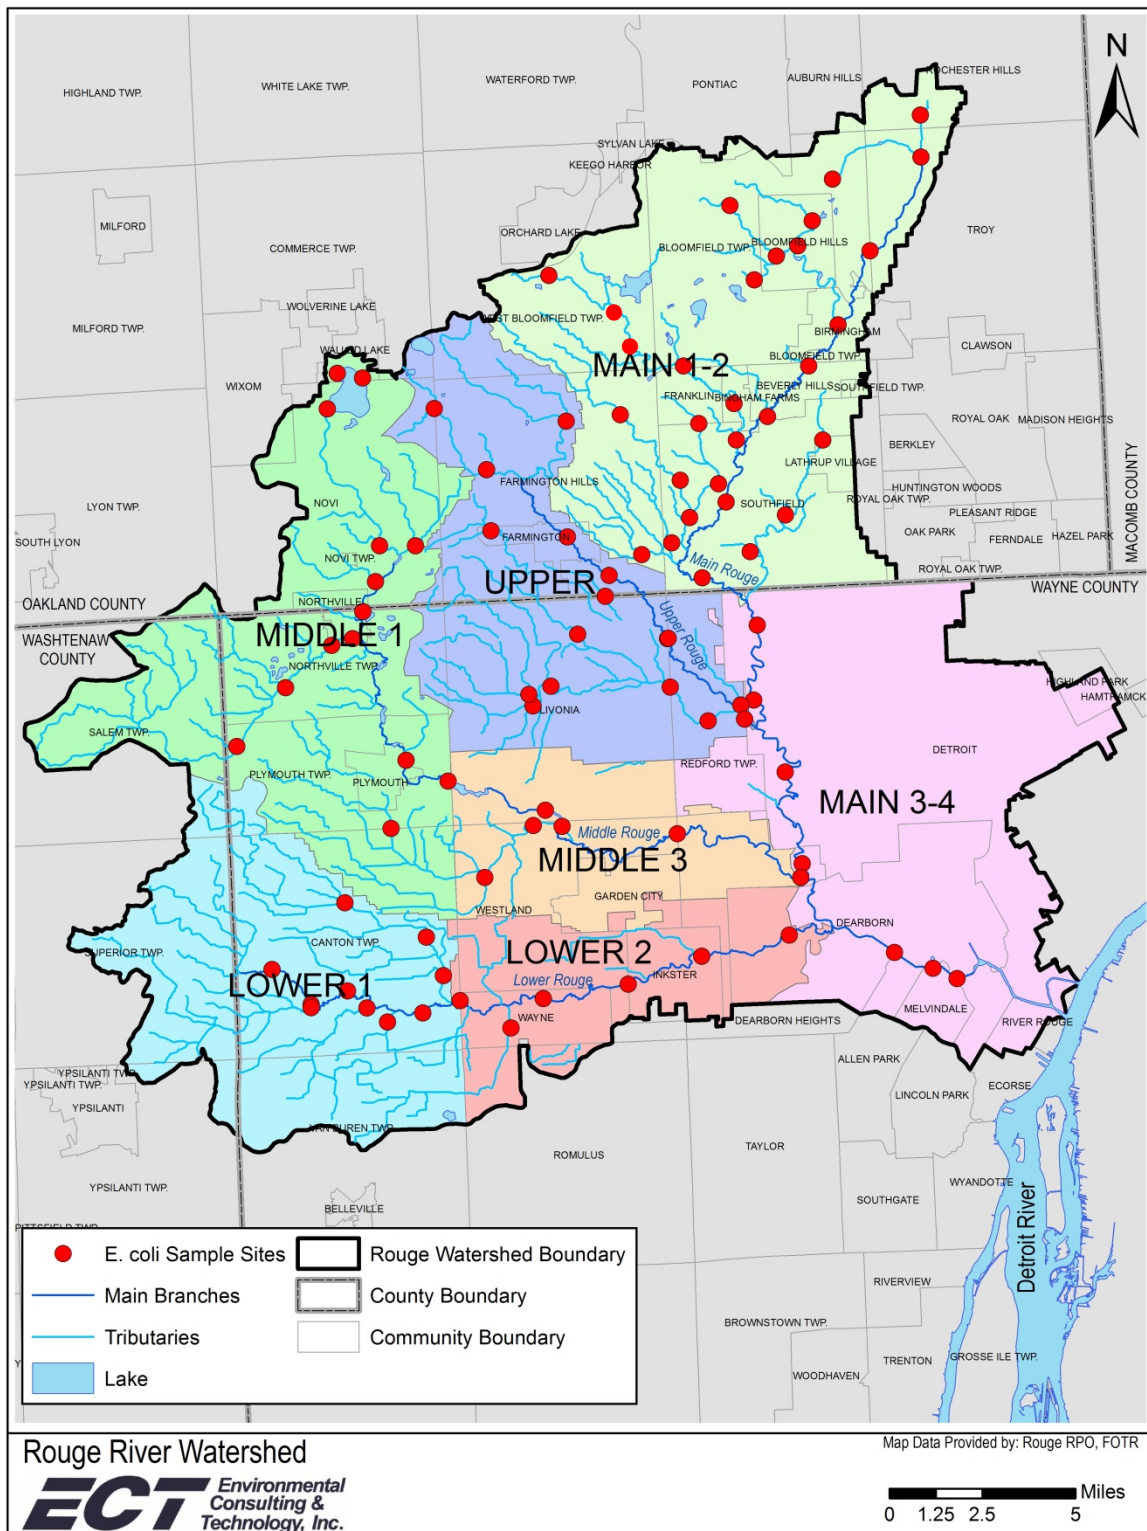 N
ROCHESTER HILLS
AUBURN HILLS
WATERFORD TWP.
PONTIAC
WHITE LAKE TWP.
HIGHLAND TWP.
SYLVAN LAKE
KEEGO HARBOR
MILFORD
ORCHARD LAKE
TROY
COMMERCE TWP.
BLOOMFIELD TWP.
BLOOMFIELD HILLS
WOLVERINE LAKE
WEST BLOOMFIELD TWP.
MILFORD TWP.
BIRMINGHAM
WALLED LAKE
CLAWSON
BLOOMFIELD TWP.
MAIN 1-2
WIXOM
BEVERLY HILLS
SOUTHFIELD TWP.
FRANKLIN
BINGHAM FARMS
ROYAL OAK
MADISON HEIGHTS
BERKLEY
LATHRUP VILLAGE
FARMINGTON HILLS
HUNTINGTON WOODS
ROYAL OAK TWP.
NOVI
LYON TWP.
SOUTHFIELD
PLEASANT RIDGE
MACOMB COUNTY
OAK PARK
HAZEL PARK
FARMINGTON
FERNDALE
SOUTH LYON
NOVI TWP.
Main Rouge
ROYAL OAK TWP.
UPPER
WAYNE COUNTY
OAKLAND COUNTY
NORTHVILLE
WASHTENAW
COUNTY
MIDDLE 1
Upper Rouge
NORTHVILLE TWP.
HIGHLAND PARK
HAMTRAMCK
LIVONIA
SALEM TWP.
DETROIT
REDFORD TWP.
PLYMOUTH TWP.
PLYMOUTH
MAIN 3-4
Middle Rouge
MIDDLE 3
GARDEN CITY
WESTLAND
DEARBORN
CANTON TWP.
SUPERIOR TWP.
LOWER 2
LOWER 1
Lower Rouge
INKSTER
WAYNE
MELVINDALE
DEARBORN HEIGHTS
RIVER ROUGE
ALLEN PARK
YPSILANTI TWP.
YPSILANTI TWP.
ECORSE
LINCOLN PARK
YPSILANTI
VAN BUREN TWP.
TAYLOR
ROMULUS
WYANDOTTE
YPSILANTI TWP.
SOUTHGATE
BELLEVILLE
PITTSFIELD TWP.
Detroit River
RIVERVIEW
BROWNSTOWN TWP.
TRENTON
GROSSE ILE TWP.
WOODHAVEN
E. coli Sample Sites
Main Branches
Tributaries
Lake
Rouge Watershed Boundary
County Boundary
Community Boundary
Rouge River Watershed
Map Data Provided by: Rouge RPO, FOTR
ECT Environmental
Consulting &
Technology, Inc.
Miles
0 1.25 2.5 5